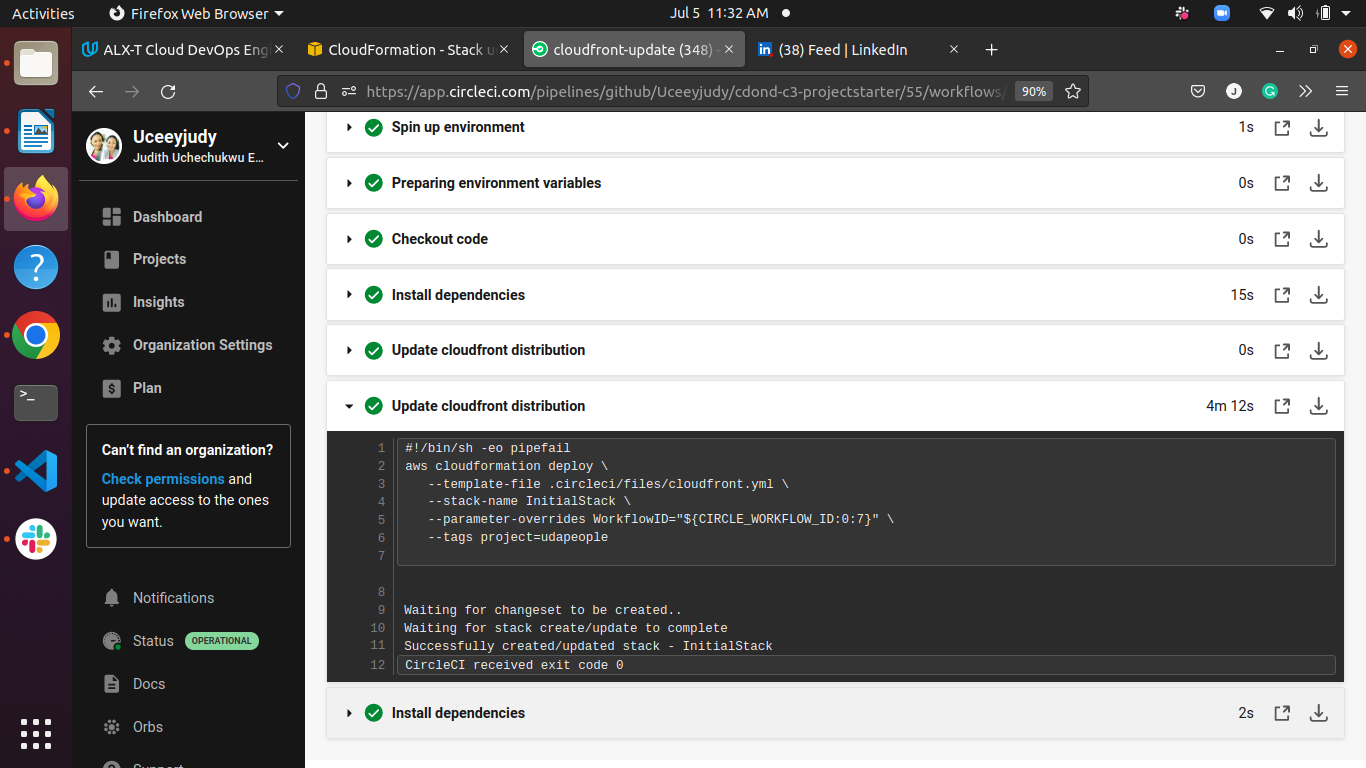 Activities
Firefox Web Browser
Jul 5 11:32 AM
ALX-T Cloud DevOps Eng
CloudFormation - Stack u
cloudfront-update (348) -
(38) Feed | LinkedIn
https://app.circleci.com/pipelines/github/Uceeyjudy/cdond-c3-projectstarter/55/workflows/
90%
J
G
Uceeyjudy
Judith Uchechukwu E...
Dashboard
Projects
Insights
Organization Settings
Plan
Can't find an organization?
Check permissions and
update access to the ones
you want.
Notifications
Status OPERATIONAL
Docs
Orbs
Support
Spin up environment 1s
Preparing environment variables 0s
Checkout code 0s
Install dependencies 15s
Update cloudfront distribution 0s
Update cloudfront distribution 4m 12s
1 #!/bin/sh -eo pipefail
2 aws cloudformation deploy \
3 --template-file .circleci/files/cloudfront.yml \
4 --stack-name InitialStack \
5 --parameter-overrides WorkflowID="${CIRCLE_WORKFLOW_ID:0:7}" \
6 --tags project=udapeople
7
8
9 Waiting for changeset to be created..
10 Waiting for stack create/update to complete
11 Successfully created/updated stack - InitialStack
12 CircleCI received exit code 0
Install dependencies 2s